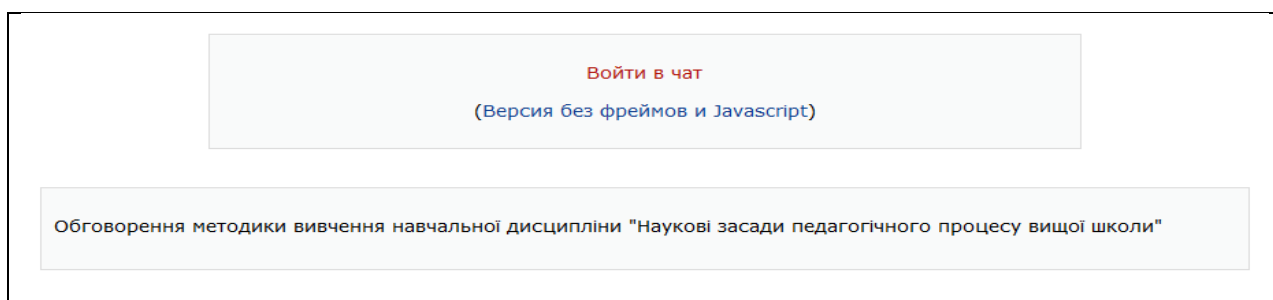 Войти в чат
(Версия без фреймов и Javascript)
Обговорення методики вивчення навчальної дисципліни "Наукові засади педагогічного процесу вищої школи"